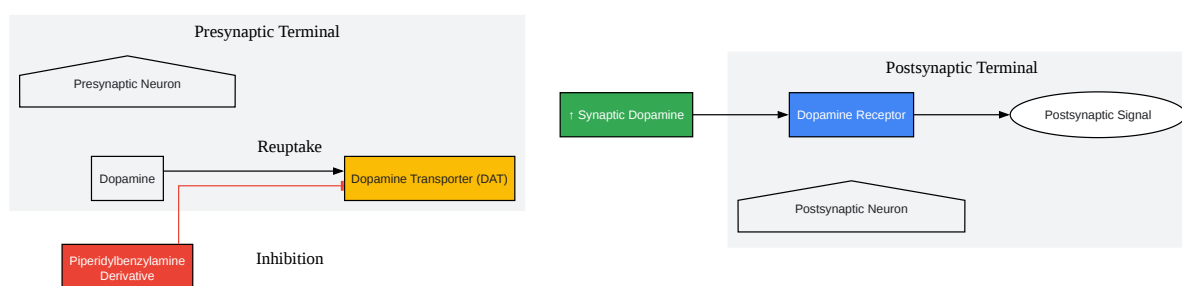 Presynaptic Terminal
Presynaptic Neuron
Reuptake
Dopamine
Dopamine Transporter (DAT)
Piperidylbenzylamine
Derivative
Inhibition
↑ Synaptic Dopamine
Postsynaptic Terminal
Dopamine Receptor
Postsynaptic Signal
Postsynaptic Neuron